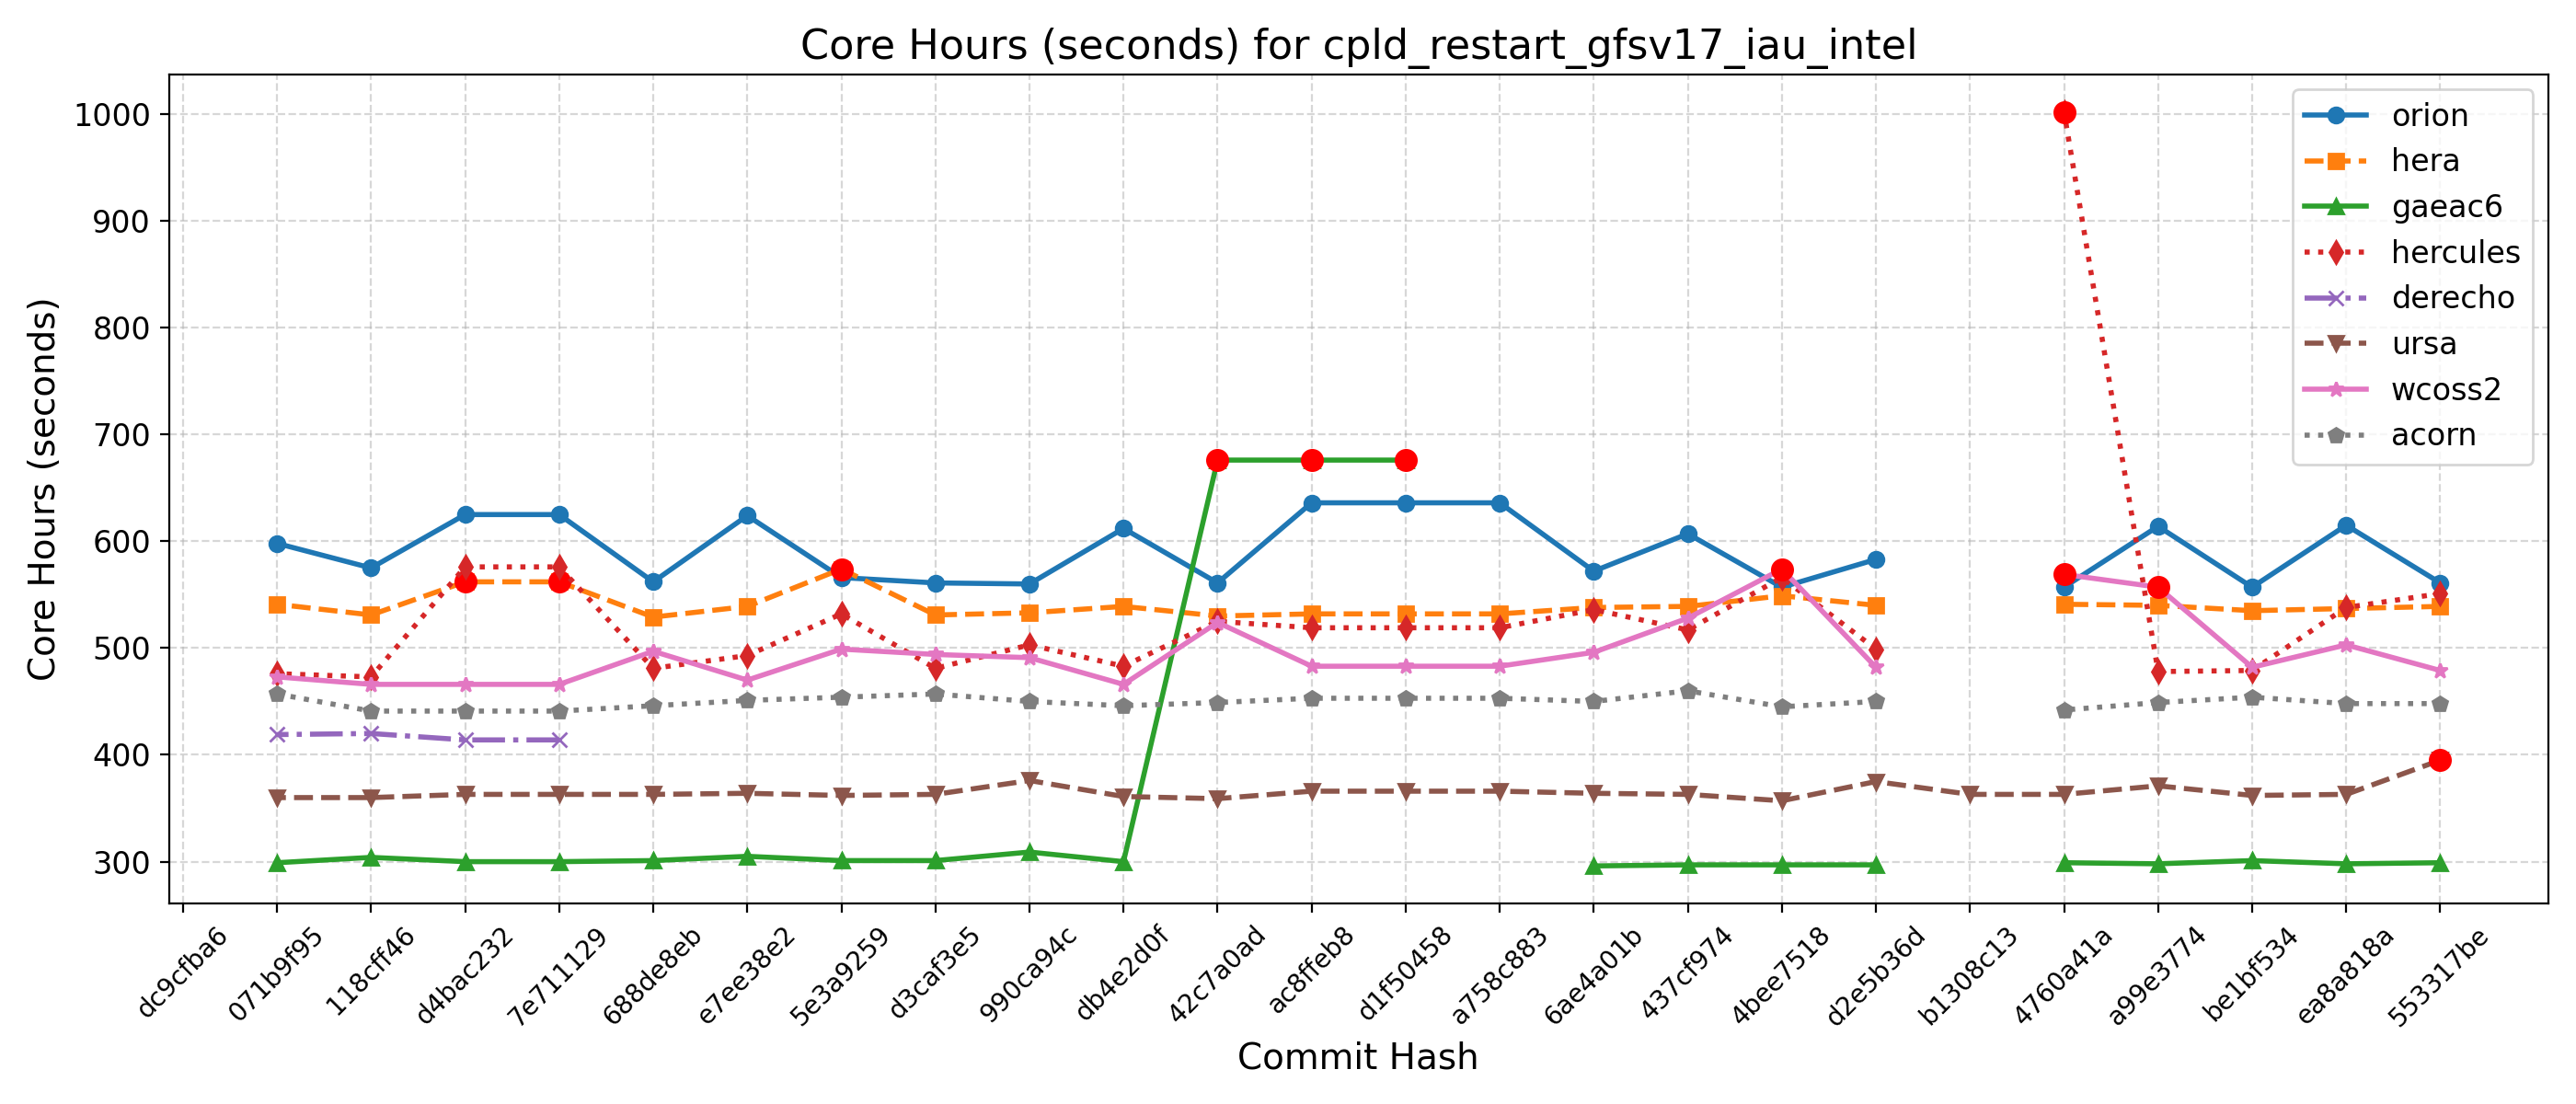 Core Hours (seconds) for cpld_restart_gfsv17_iau_intel
Core Hours (seconds)
1000
900
800
700
600
500
400
300
orion
hera
gaeac6
hercules
derecho
ursa
wcoss2
acorn
dc9cfba6
071b9f95
118cff46
d4bac232
7e711129
688de8eb
e7ee38e2
5e3a9259
d3caf3e5
990ca94c
db4e2d0f
42c7a0ad
ac8ffeb8
d1f50458
a758c883
6ae4a01b
437cf974
4bee7518
d2e5b36d
b1308c13
4760a41a
a99e3774
be1bf534
ea8a818a
553317be
Commit Hash